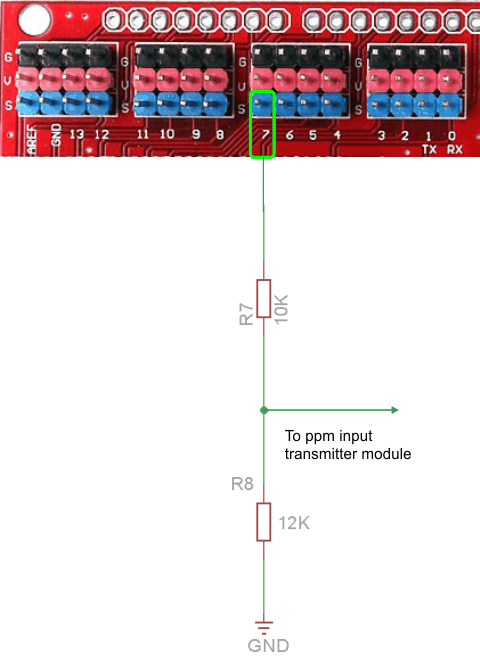 G
G
G
G
V
V
V
V
S
S
S
S
AREF GND 13 12 11 10 9 8 7 6 5 4 3 2 1 0
TX RX
R7 10K
To ppm input
transmitter module
R8
12K
GND